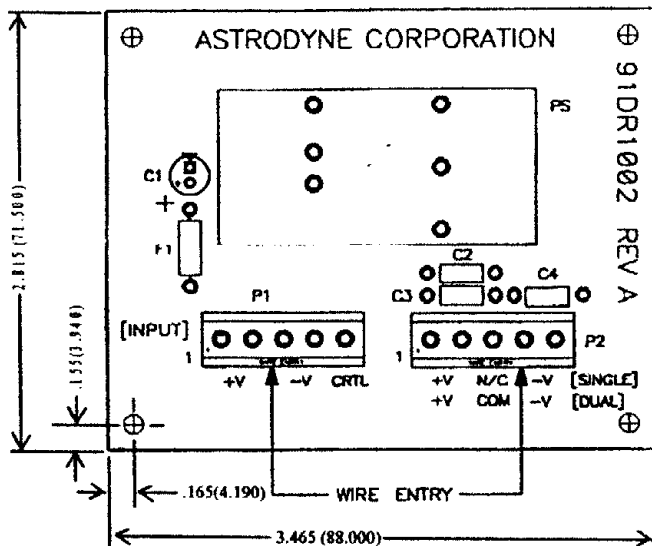 ASTRODYNE CORPORATION
91DR1002 REV A
PS
C1
+
F1
C2
C3
C4
P1
P2
[INPUT]
1
+V -V CRTL
1
+V N/C -V [SINGLE]
+V COM -V [DUAL]
WIRE ENTRY
2.815 (71.500)
.155(3.940)
.165(4.190)
3.465 (88.000)